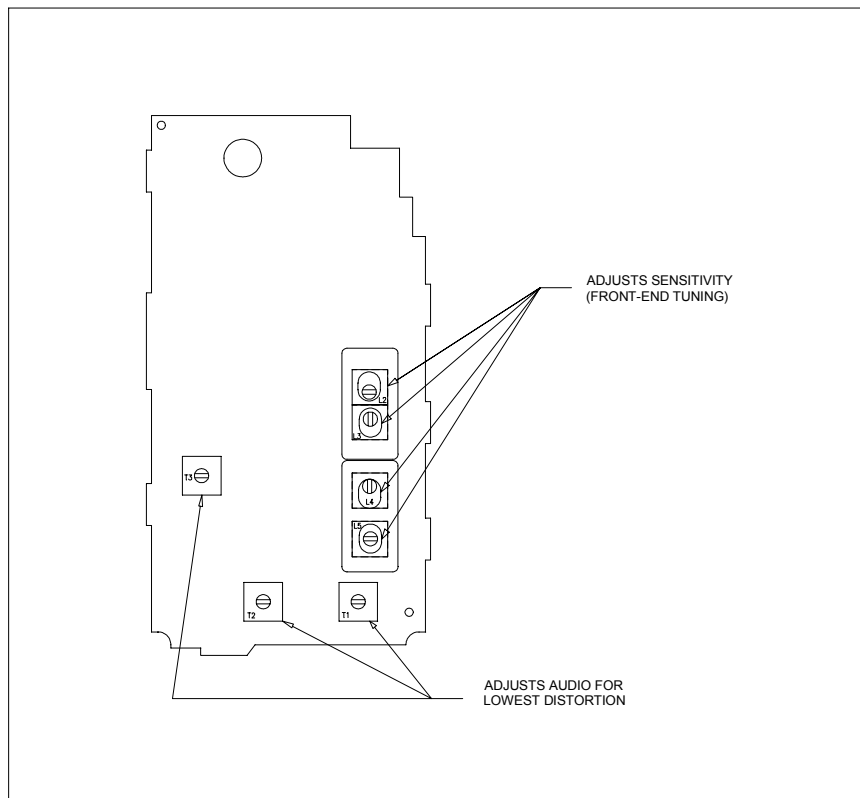 ADJUSTS SENSITIVITY
(FRONT-END TUNING)
L2
L3
T3
L4
L5
T2
T1
ADJUSTS AUDIO FOR
LOWEST DISTORTION